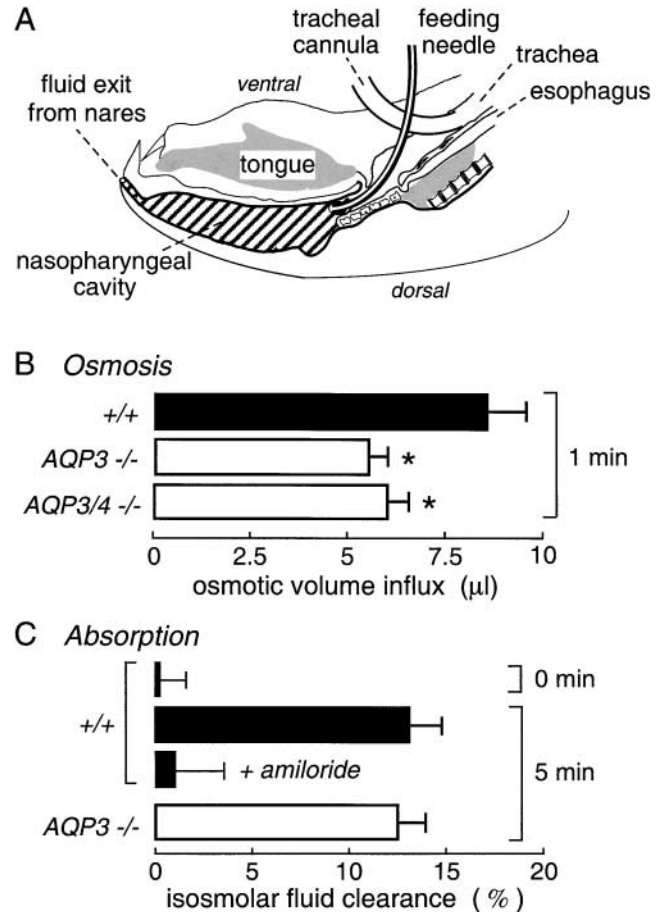 A
tracheal
cannula
feeding
needle
trachea
esophagus
fluid exit
from nares
ventral
tongue
nasopharyngeal
cavity
dorsal
B Osmosis
+/+
AQP3 -/-
*
AQP3/4 -/-
*
1 min
0 2.5 5 7.5 10
osmotic volume influx (μl)
C Absorption
0 min
+/+
+ amiloride
5 min
AQP3 -/-
0 5 10 15 20
isosmolar fluid clearance (%)